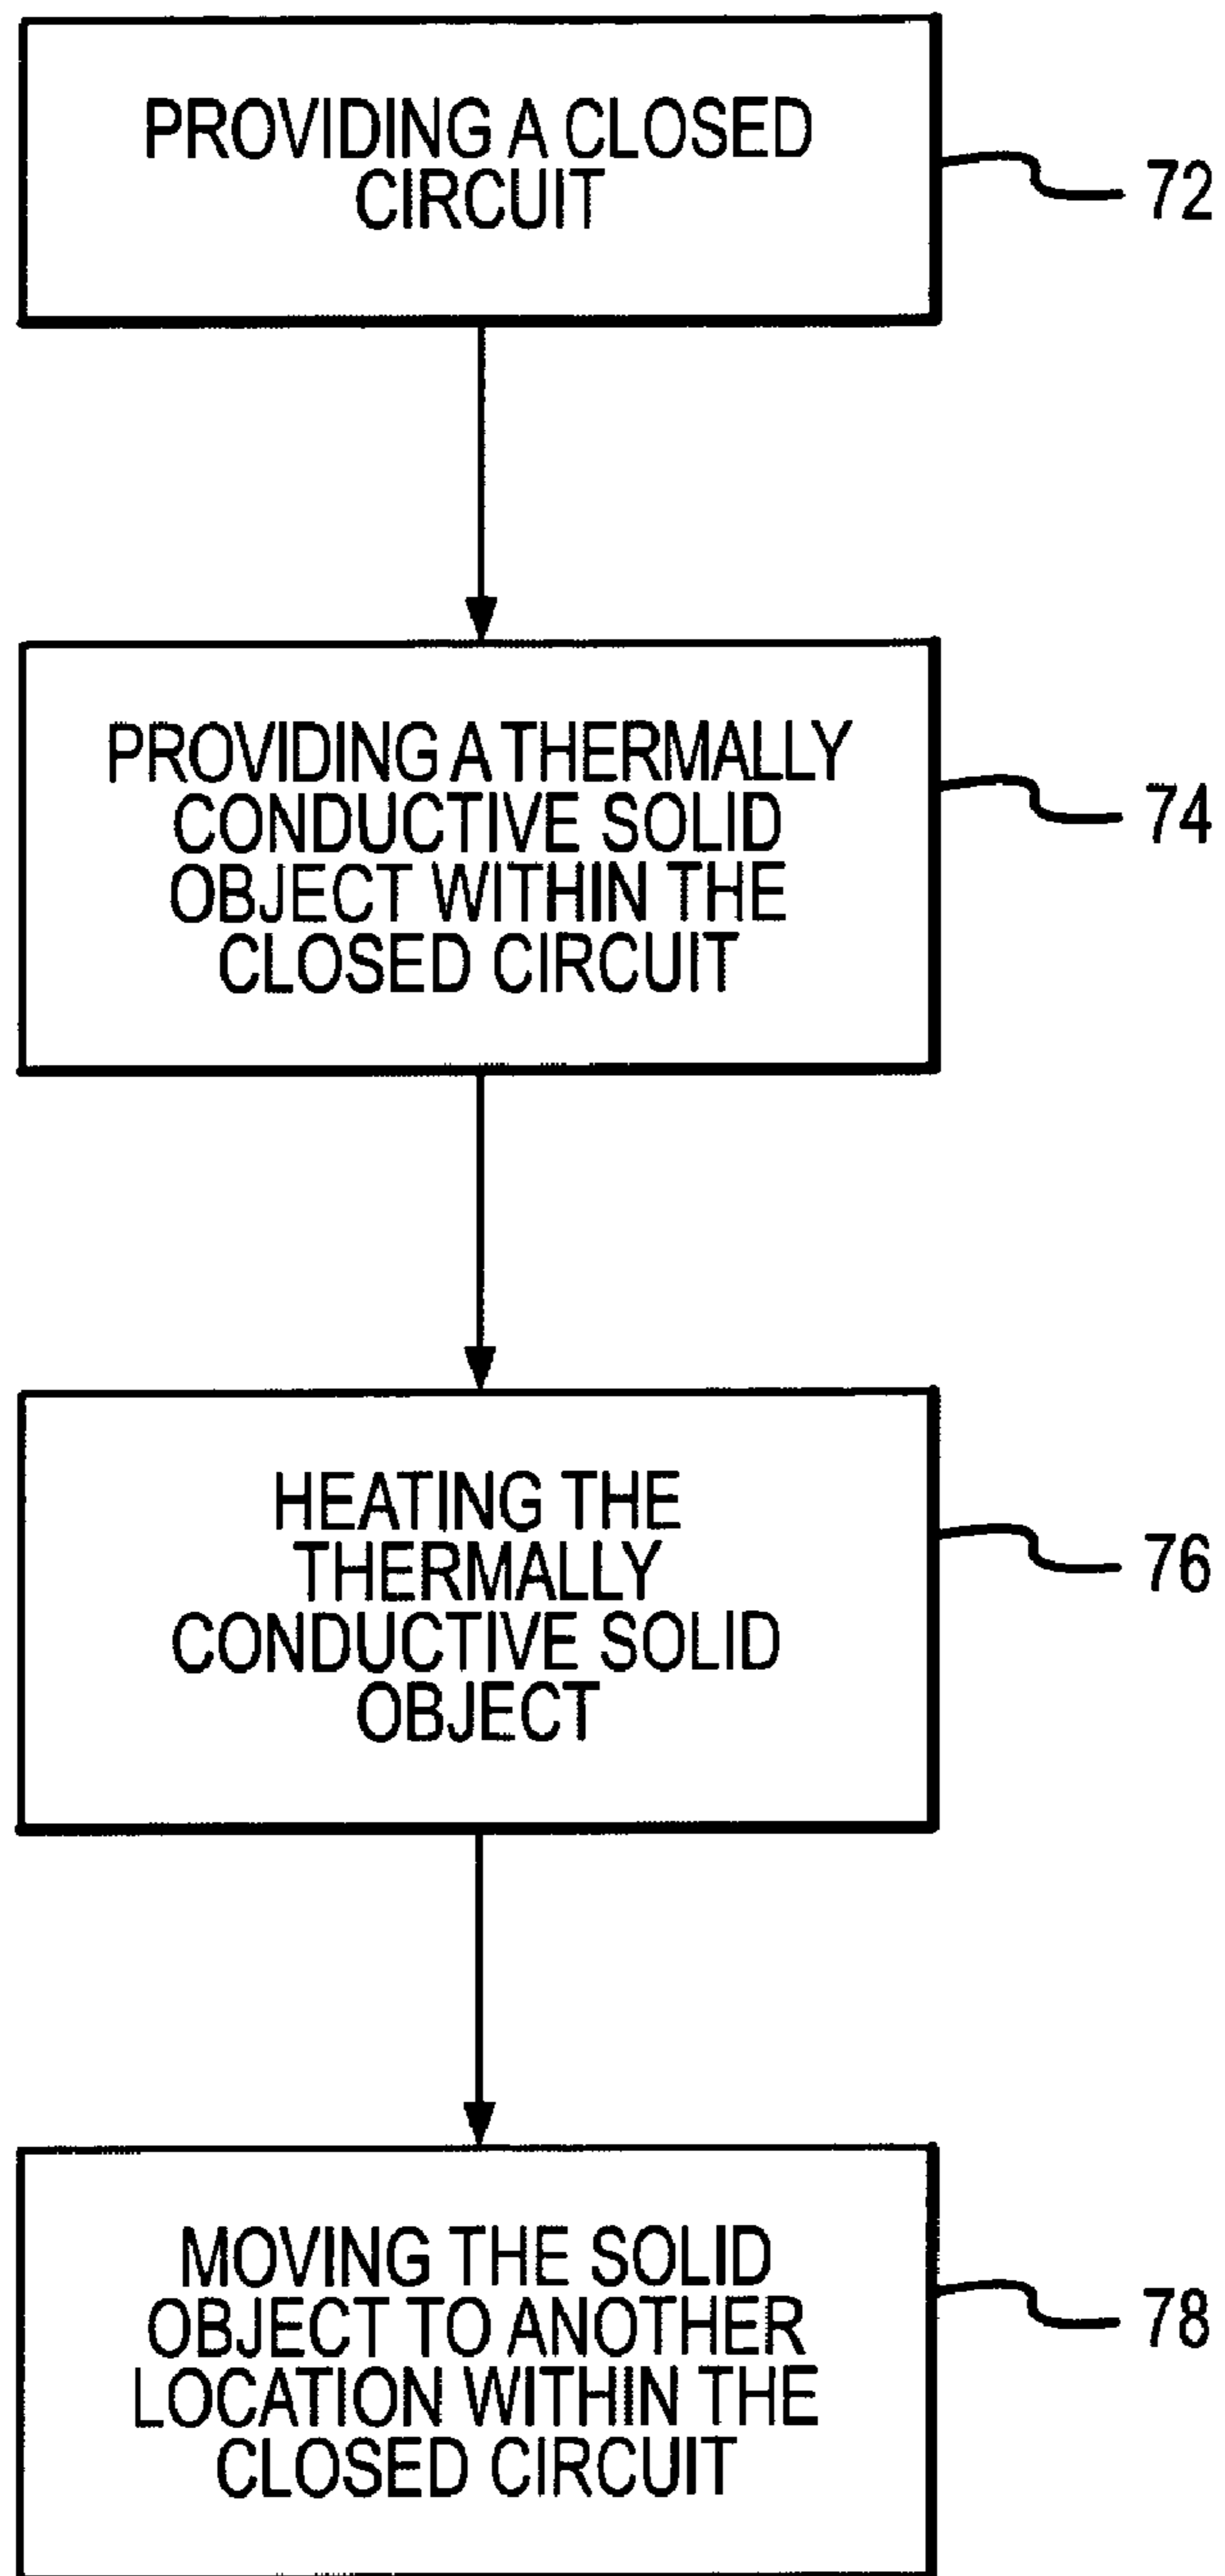 PROVIDING A CLOSED
CIRCUIT
72
PROVIDING A THERMALLY
CONDUCTIVE SOLID
OBJECT WITHIN THE
CLOSED CIRCUIT
74
HEATING THE
THERMALLY
CONDUCTIVE SOLID
OBJECT
76
MOVING THE SOLID
OBJECT TO ANOTHER
LOCATION WITHIN THE
CLOSED CIRCUIT
78